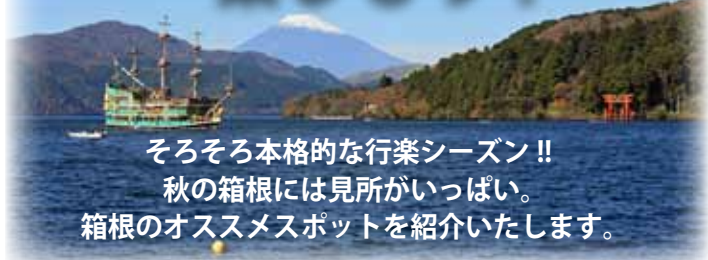 そろそろ本格的な行楽シーズン!!
秋の箱根には見所がいっぱい。
箱根のオススメスポットを紹介いたします。